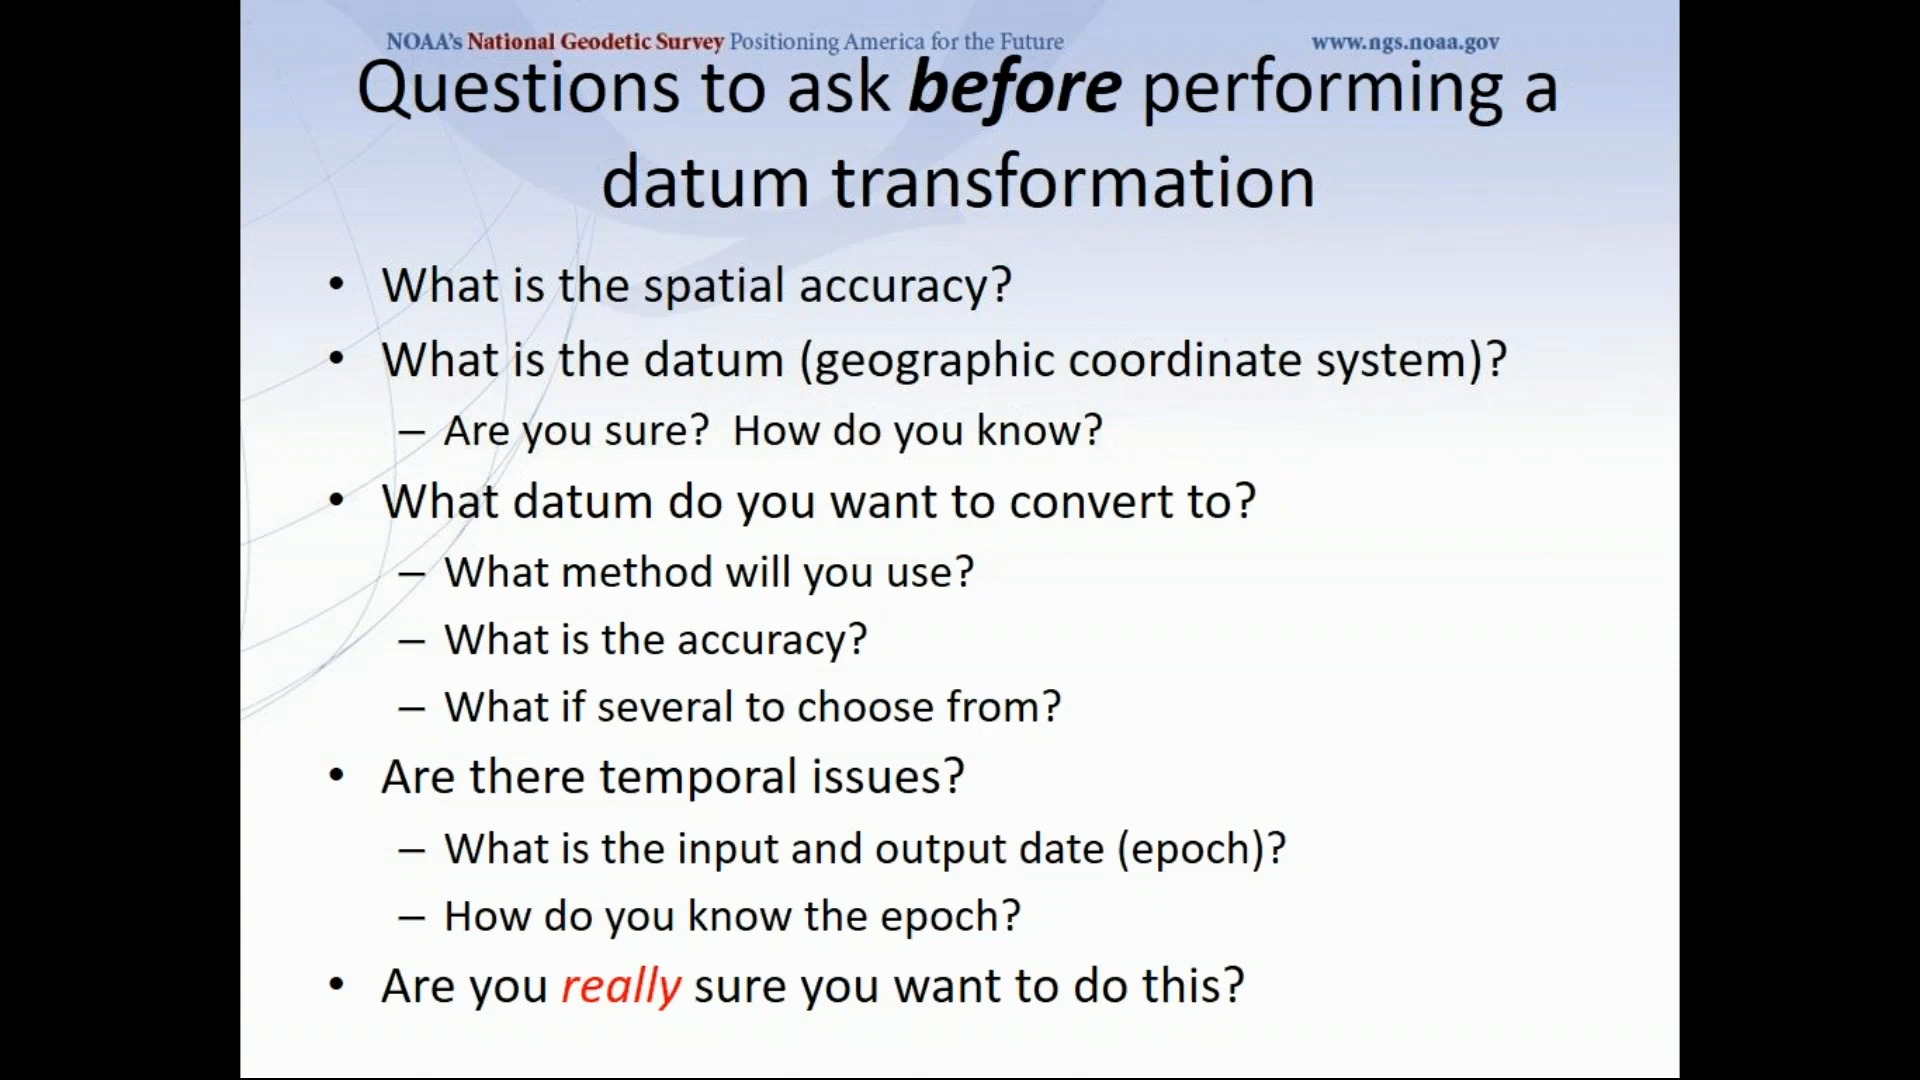 NOAA's National Geodetic Survey Positioning America for the Future www.ngs.noaa.gov
Questions to ask before performing a
datum transformation
• What is the spatial accuracy?
• What is the datum (geographic coordinate system)?
– Are you sure? How do you know?
• What datum do you want to convert to?
– What method will you use?
– What is the accuracy?
– What if several to choose from?
• Are there temporal issues?
– What is the input and output date (epoch)?
– How do you know the epoch?
• Are you really sure you want to do this?